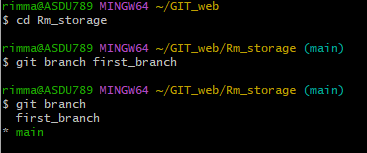 rimma@ASDU789 MINGW64 ~/GIT_web
$ cd Rm_storage
rimma@ASDU789 MINGW64 ~/GIT_web/Rm_storage (main)
$ git branch first_branch
rimma@ASDU789 MINGW64 ~/GIT_web/Rm_storage (main)
$ git branch
  first_branch
* main